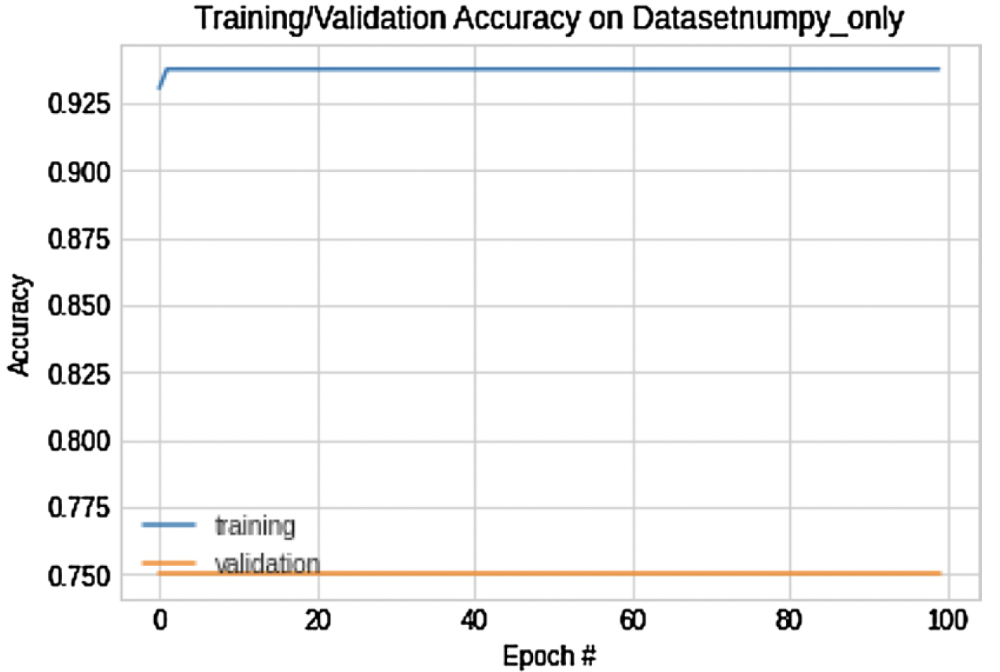 Training/Validation Accuracy on Datasetnumpy_only
0.925
0.900
0.875
0.850
0.825
0.800
0.775
0.750
Accuracy
training
validation
0 20 40 60 80 100
Epoch #